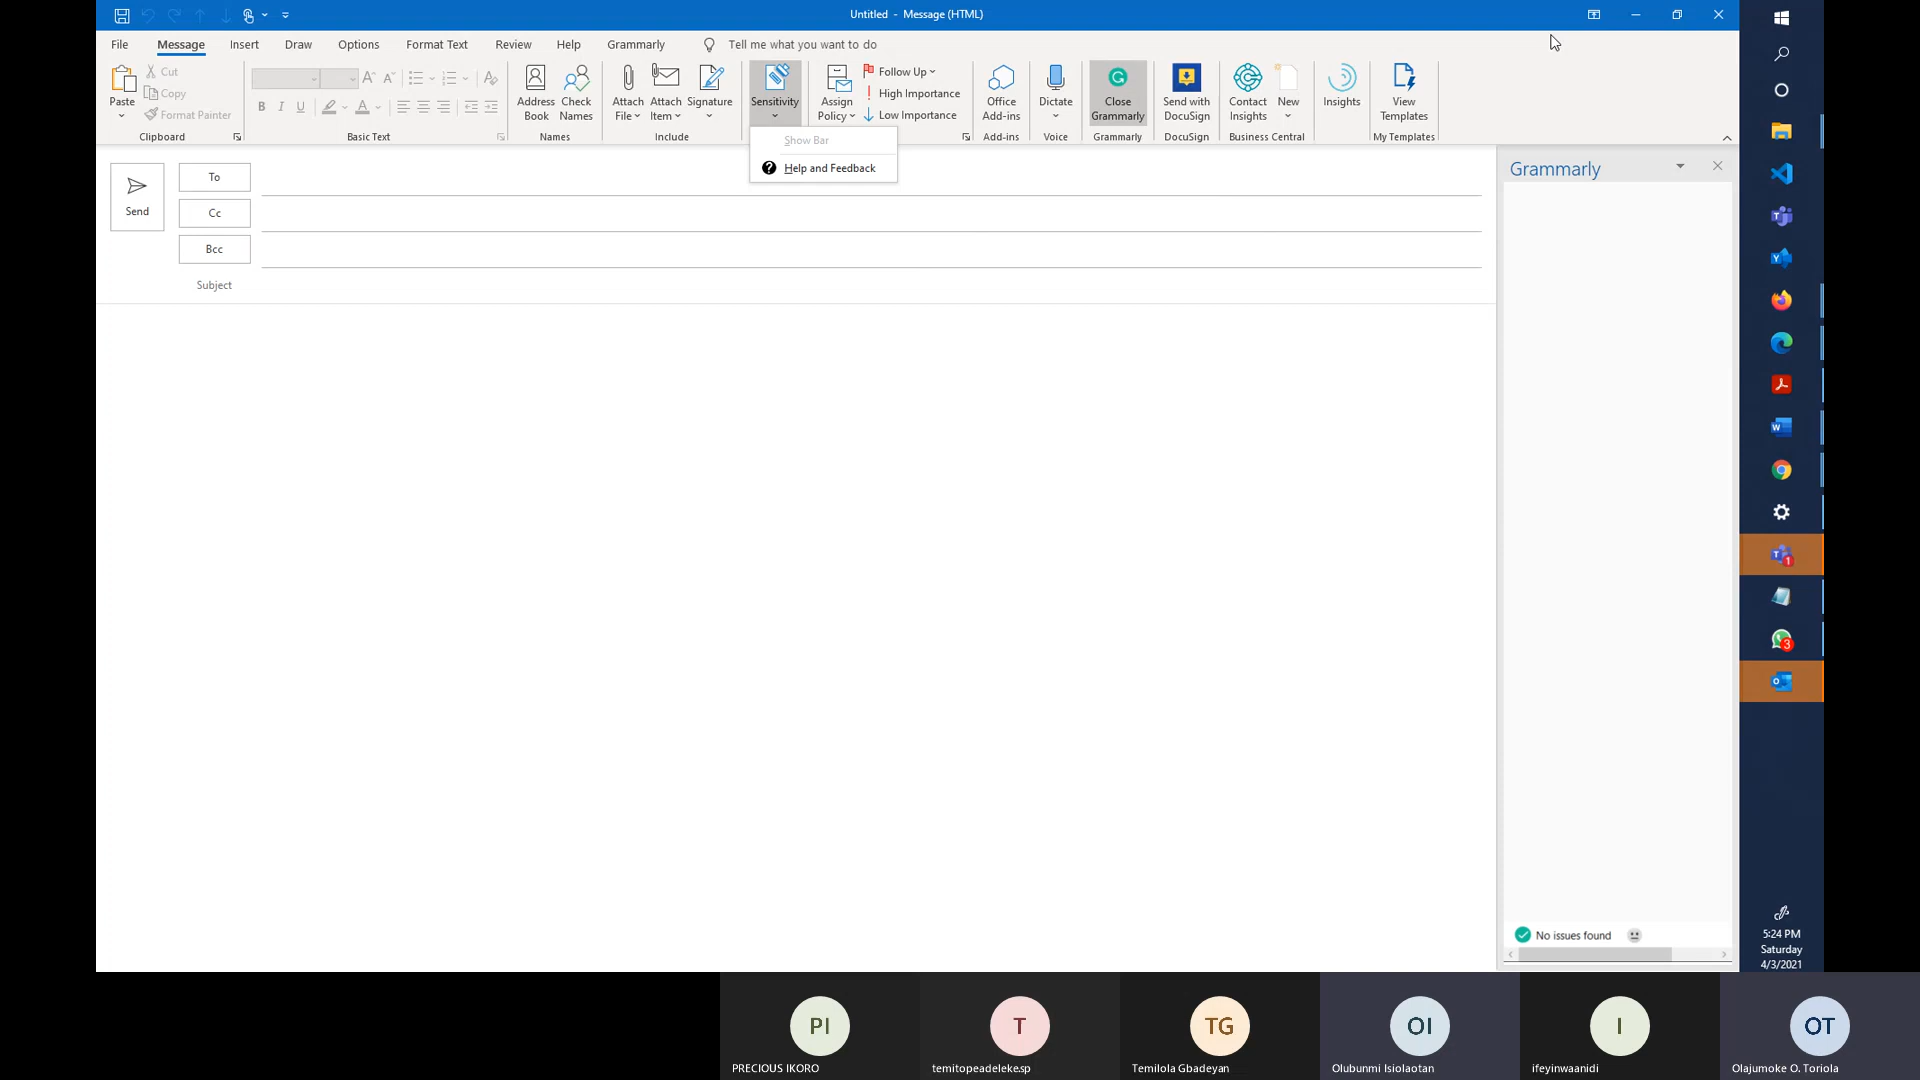 Untitled - Message (HTML)
File Message Insert Draw Options Format Text Review Help Grammarly Tell me what you want to do
Paste
Cut
Copy
Format Painter
Clipboard
B I U A
Basic Text
Address Book
Check Names
Names
Attach File
Attach Item
Signature
Include
Sensitivity
Show Bar
Help and Feedback
Assign Policy
Follow Up
High Importance
Low Importance
Office Add-ins
Add-ins
Dictate
Voice
Close Grammarly
Grammarly
Send with DocuSign
DocuSign
Contact Insights
New
Business Central
Insights
View Templates
My Templates
Send
To
Cc
Bcc
Subject
Grammarly
No issues found
1
3
5:24 PM
Saturday
4/3/2021
PI
PRECIOUS IKORO
T
temitopeadeleke.sp
TG
Temilola Gbadeyan
OI
Olubunmi Isiolaotan
I
ifeyinwaanidi
OT
Olajumoke O. Toriola